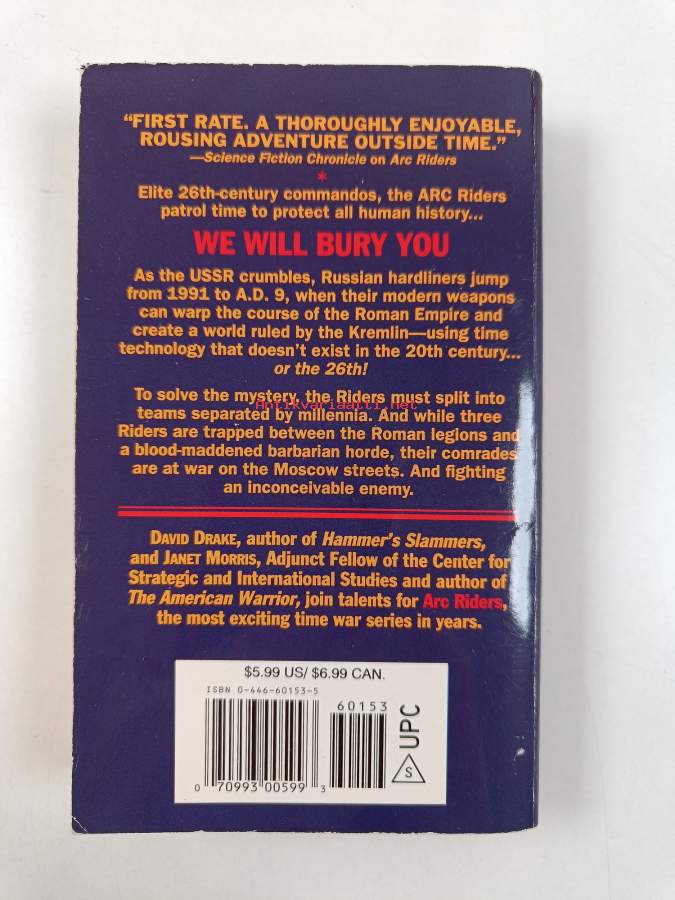 “FIRST RATE. A THOROUGHLY ENJOYABLE,
ROUSING ADVENTURE OUTSIDE TIME.”
—Science Fiction Chronicle on Arc Riders
*
Elite 26th-century commandos, the ARC Riders
patrol time to protect all human history...
WE WILL BURY YOU
As the USSR crumbles, Russian hardliners jump
from 1991 to A.D. 9, when their modern weapons
can warp the course of the Roman Empire and
create a world ruled by the Kremlin—using time
technology that doesn’t exist in the 20th century...
or the 26th!
To solve the mystery, the Riders must split into
Antikvariaatti.net
teams separated by millennia. And while three
Riders are trapped between the Roman legions and
a blood-maddened barbarian horde, their comrades
are at war on the Moscow streets. And fighting
an inconceivable enemy.
DAVID DRAKE, author of Hammer’s Slammers,
and JANET MORRIS, Adjunct Fellow of the Center for
Strategic and International Studies and author of
The American Warrior, join talents for Arc Riders,
the most exciting time war series in years.
$5.99 US/ $6.99 CAN.
ISBN 0-446-60153-5
60153
UPC
S
0 70993 00599 3